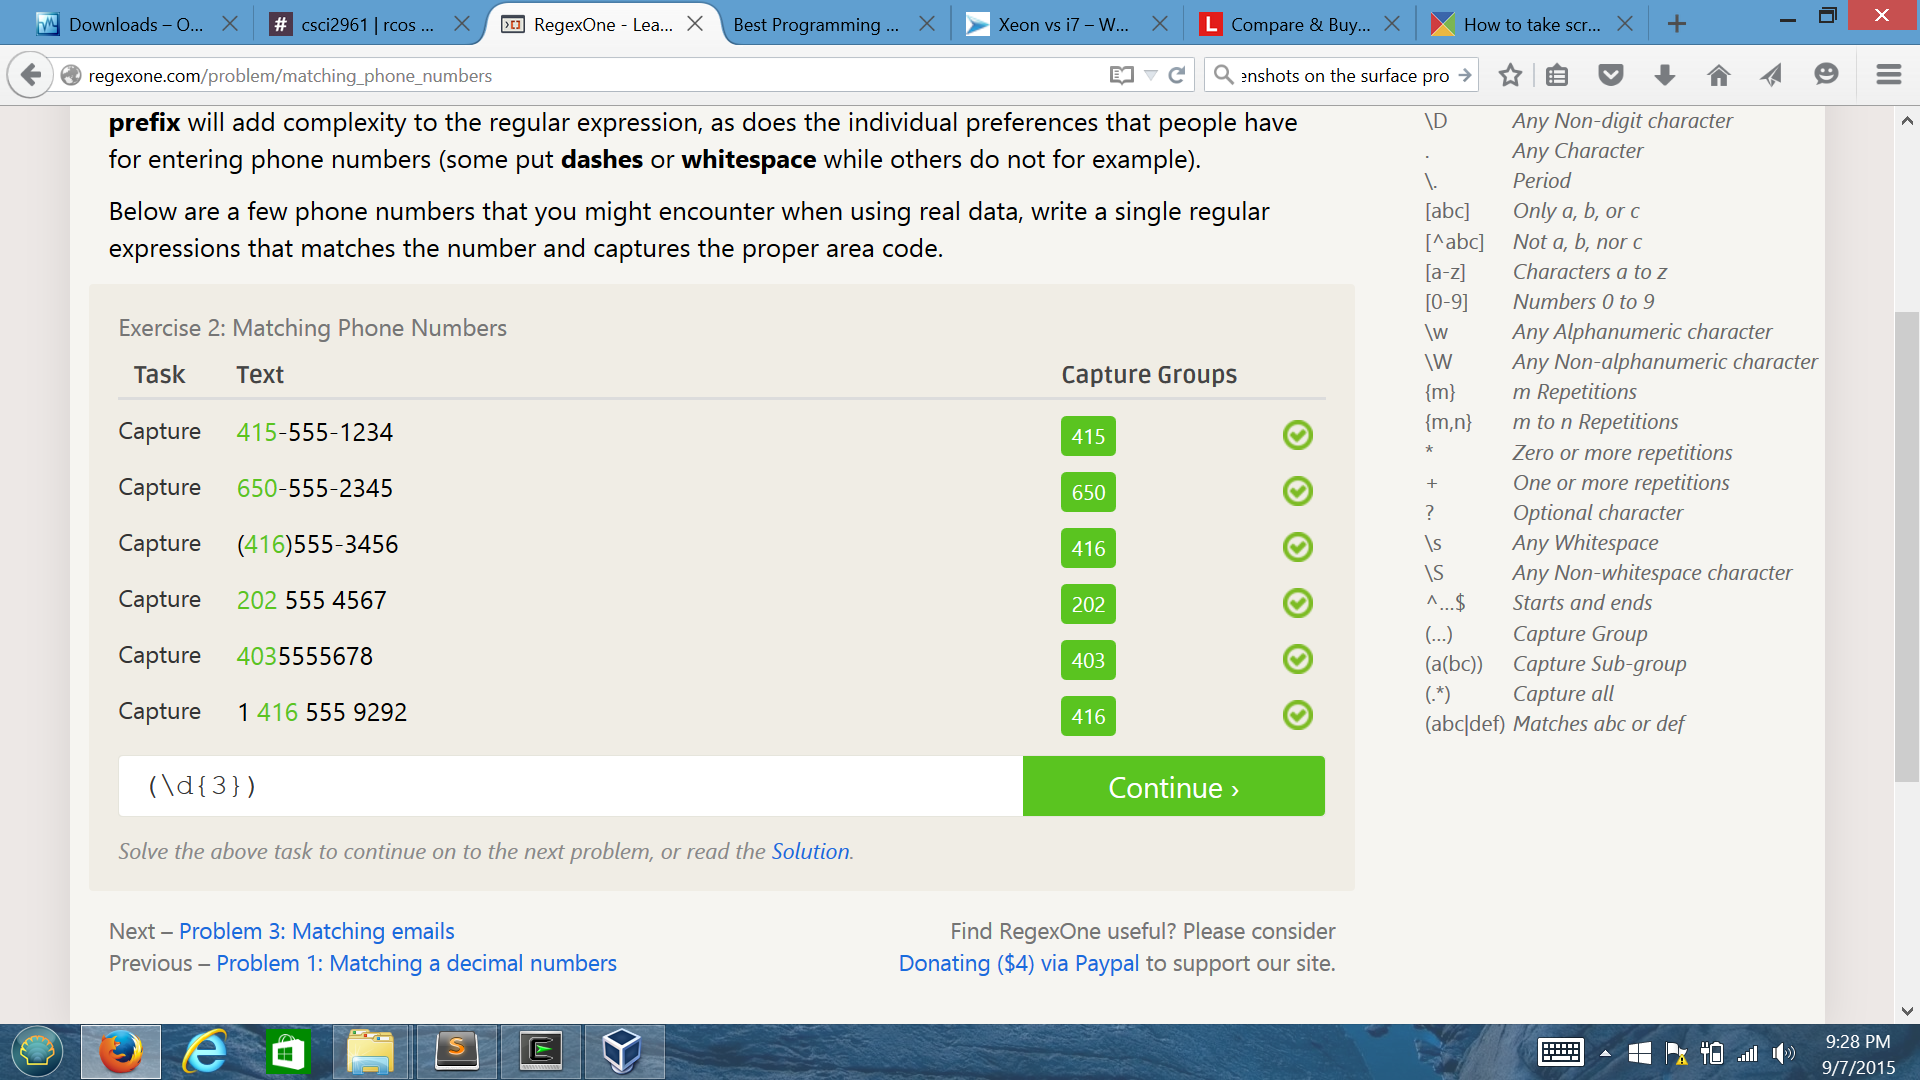 Downloads – O...
csci2961 | rcos ...
RegexOne - Lea...
Best Programming ...
Xeon vs i7 – W...
Compare & Buy...
How to take scr...
regexone.com/problem/matching_phone_numbers
enshots on the surface pro
prefix will add complexity to the regular expression, as does the individual preferences that people have
for entering phone numbers (some put dashes or whitespace while others do not for example).
Below are a few phone numbers that you might encounter when using real data, write a single regular
expressions that matches the number and captures the proper area code.
Exercise 2: Matching Phone Numbers
Task Text Capture Groups
Capture 415-555-1234 415
Capture 650-555-2345 650
Capture (416)555-3456 416
Capture 202 555 4567 202
Capture 4035555678 403
Capture 1 416 555 9292 416
(\d{3}) Continue ›
Solve the above task to continue on to the next problem, or read the Solution.
Next – Problem 3: Matching emails
Previous – Problem 1: Matching a decimal numbers
Find RegexOne useful? Please consider
Donating ($4) via Paypal to support our site.
\D Any Non-digit character
. Any Character
\. Period
[abc] Only a, b, or c
[^abc] Not a, b, nor c
[a-z] Characters a to z
[0-9] Numbers 0 to 9
\w Any Alphanumeric character
\W Any Non-alphanumeric character
{m} m Repetitions
{m,n} m to n Repetitions
* Zero or more repetitions
+ One or more repetitions
? Optional character
\s Any Whitespace
\S Any Non-whitespace character
^...$ Starts and ends
(...) Capture Group
(a(bc)) Capture Sub-group
(.*) Capture all
(abc|def) Matches abc or def
9:28 PM
9/7/2015